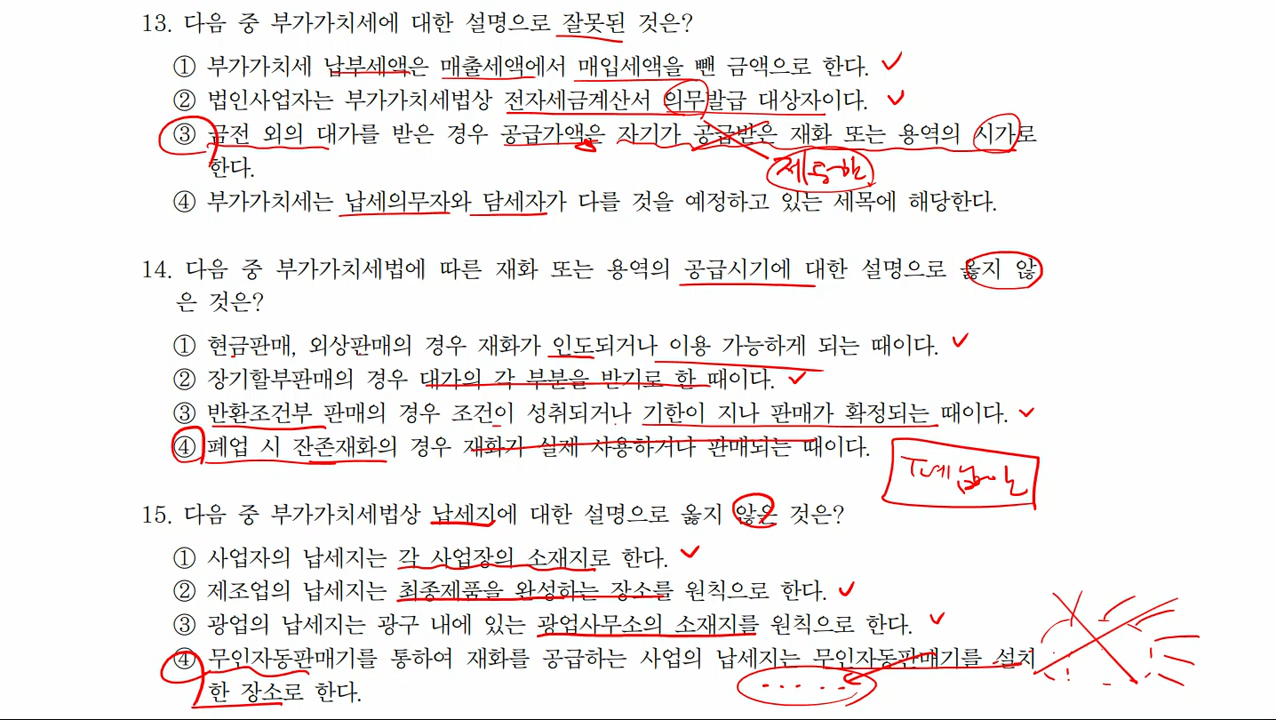 13. 다음 중 부가가치세에 대한 설명으로 잘못된 것은?
① 부가가치세 납부세액은 매출세액에서 매입세액을 뺀 금액으로 한다.
② 법인사업자는 부가가치세법상 전자세금계산서 의무발급 대상자이다.
③ 금전 외의 대가를 받은 경우 공급가액은 자기가 공급받은 재화 또는 용역의 시가로
한다.
④ 부가가치세는 납세의무자와 담세자가 다를 것을 예정하고 있는 세목에 해당한다.
14. 다음 중 부가가치세법에 따른 재화 또는 용역의 공급시기에 대한 설명으로 옳지 않
은 것은?
① 현금판매, 외상판매의 경우 재화가 인도되거나 이용 가능하게 되는 때이다.
② 장기할부판매의 경우 대가의 각 부분을 받기로 한 때이다.
③ 반환조건부 판매의 경우 조건이 성취되거나 기한이 지나 판매가 확정되는 때이다.
④ 폐업 시 잔존재화의 경우 재화가 실제 사용하거나 판매되는 때이다.
15. 다음 중 부가가치세법상 납세지에 대한 설명으로 옳지 않은 것은?
① 사업자의 납세지는 각 사업장의 소재지로 한다.
② 제조업의 납세지는 최종제품을 완성하는 장소를 원칙으로 한다.
③ 광업의 납세지는 광구 내에 있는 광업사무소의 소재지를 원칙으로 한다.
④ 무인자동판매기를 통하여 재화를 공급하는 사업의 납세지는 무인자동판매기를 설치
한 장소로 한다.